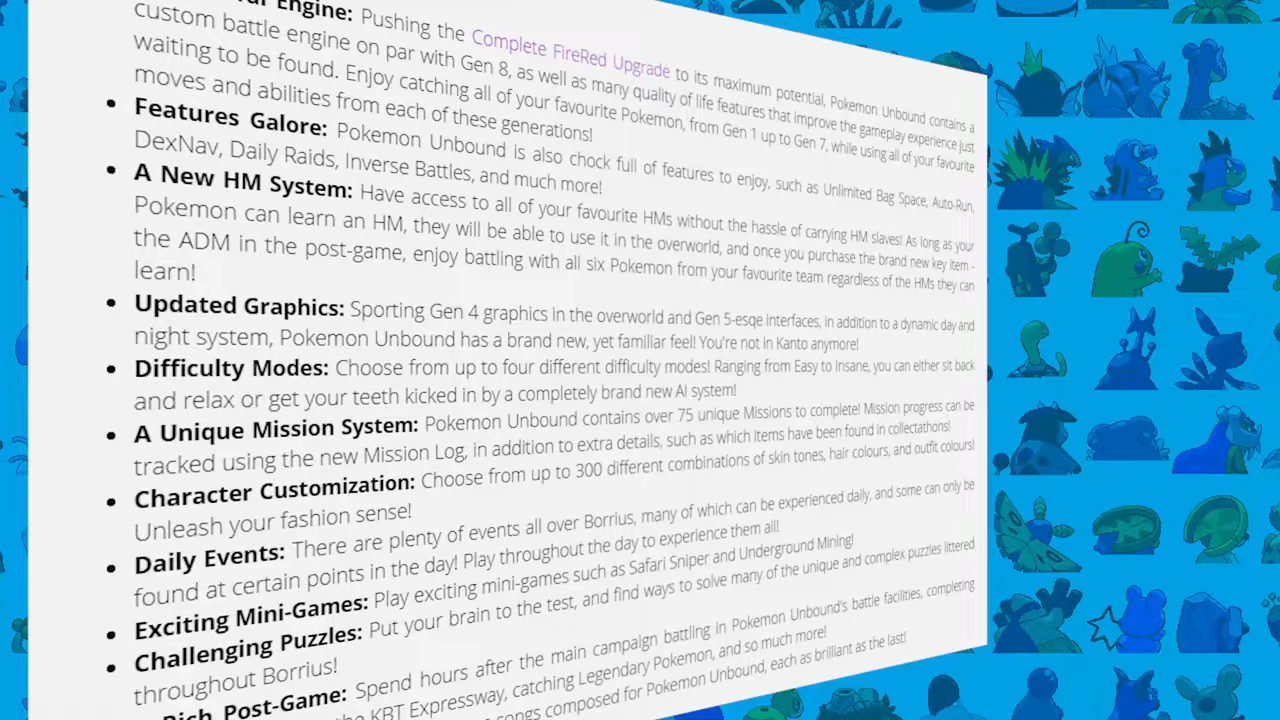 Engine: Pushing the Complete FireRed Upgrade to its maximum potential, Pokemon Unbound contains a
custom battle engine on par with Gen 8, as well as many quality of life features that improve the gameplay experience just
waiting to be found. Enjoy catching all of your favourite Pokemon, from Gen 1 up to Gen 7, while using all of your favourite
moves and abilities from each of these generations!
• Features Galore: Pokemon Unbound is also chock full of features to enjoy, such as Unlimited Bag Space, Auto-Run,
DexNav, Daily Raids, Inverse Battles, and much more!
• A New HM System: Have access to all of your favourite HMs without the hassle of carrying HM slaves! As long as your
Pokemon can learn an HM, they will be able to use it in the overworld, and once you purchase the brand new key item -
the ADM in the post-game, enjoy battling with all six Pokemon from your favourite team regardless of the HMs they can
learn!
• Updated Graphics: Sporting Gen 4 graphics in the overworld and Gen 5-esqe interfaces, in addition to a dynamic day and
night system, Pokemon Unbound has a brand new, yet familiar feel! You're not in Kanto anymore!
• Difficulty Modes: Choose from up to four different difficulty modes! Ranging from Easy to Insane, you can either sit back
and relax or get your teeth kicked in by a completely brand new AI system!
• A Unique Mission System: Pokemon Unbound contains over 75 unique Missions to complete! Mission progress can be
tracked using the new Mission Log, in addition to extra details, such as which items have been found in collectathons!
• Character Customization: Choose from up to 300 different combinations of skin tones, hair colours, and outfit colours!
Unleash your fashion sense!
• Daily Events: There are plenty of events all over Borrius, many of which can be experienced daily, and some can only be
found at certain points in the day! Play throughout the day to experience them all!
• Exciting Mini-Games: Play exciting mini-games such as Safari Sniper and Underground Mining!
• Challenging Puzzles: Put your brain to the test, and find ways to solve many of the unique and complex puzzles littered
throughout Borrius!
Rich Post-Game: Spend hours after the main campaign battling in Pokemon Unbound's battle facilities, completing
the KBT Expressway, catching Legendary Pokemon, and so much more!
songs composed for Pokemon Unbound, each as brilliant as the last!